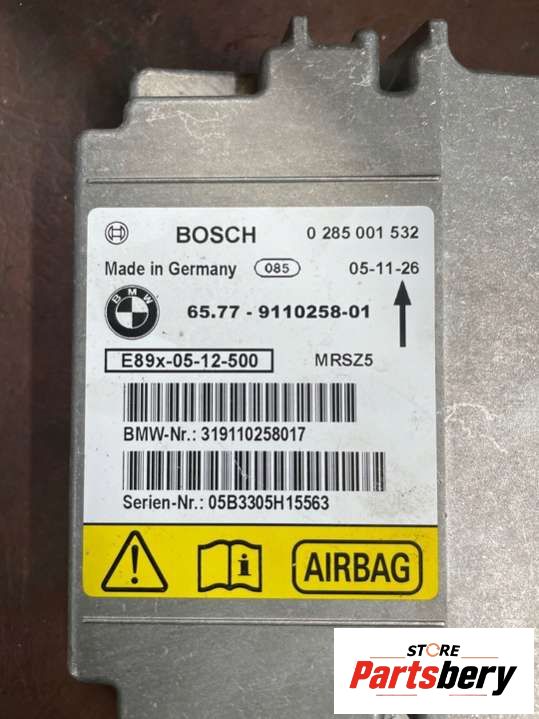 BOSCH 0 285 001 532
Made in Germany 085 05-11-26
BMW 65.77 - 9110258-01
E89x-05-12-500 MRSZ5
BMW-Nr.: 319110258017
Serien-Nr.: 05B3305H15563
AIRBAG
STORE
Partsbery